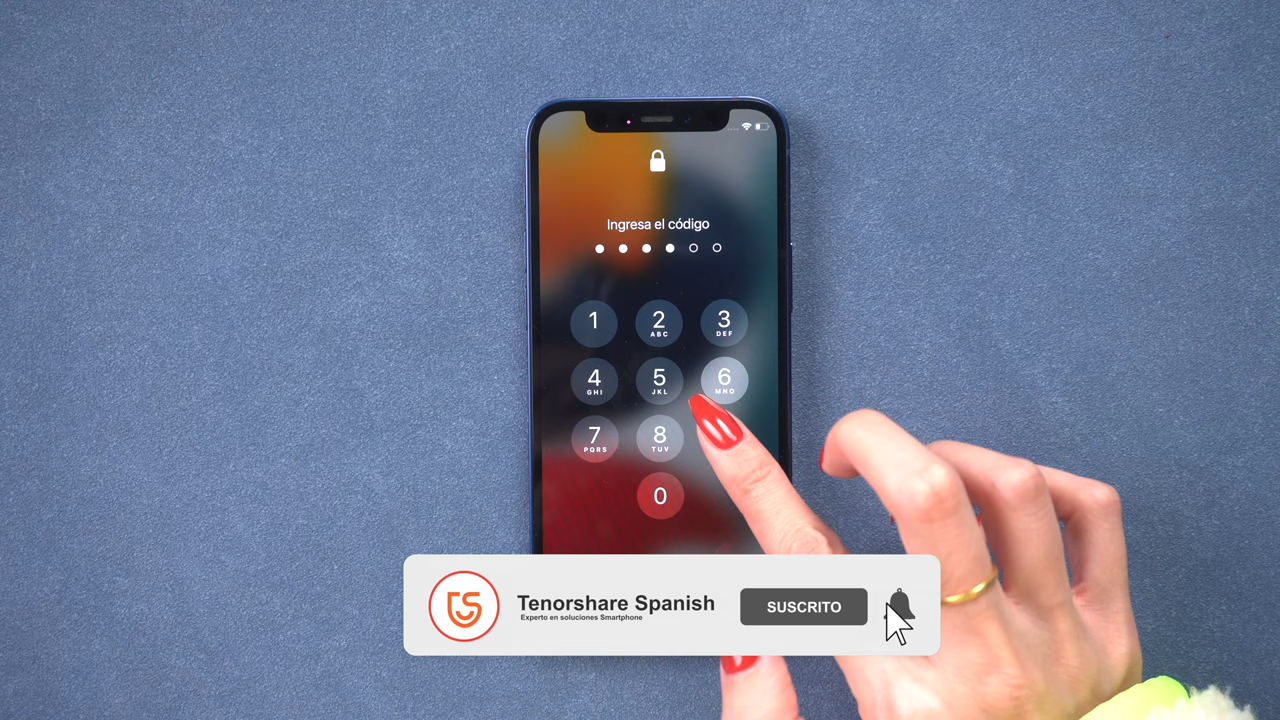 Ingresa el código
1
2
ABC
3
DEF
4
GHI
5
JKL
6
MNO
7
PQRS
8
TUV
0
Tenorshare Spanish
Experto en soluciones Smartphone
SUSCRITO